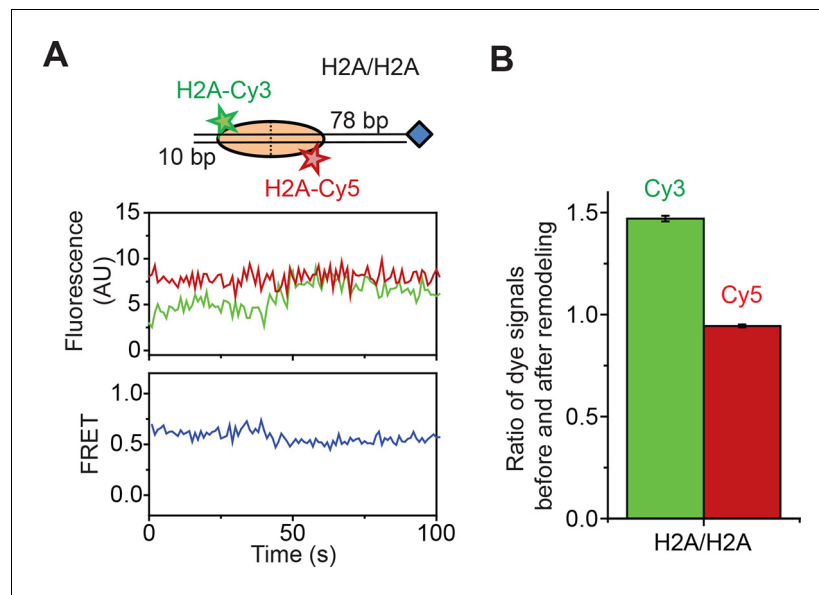 A
H2A/H2A
H2A-Cy3
78 bp
10 bp
H2A-Cy5
Fluorescence
(AU)
15
10
5
0
FRET
1.0
0.5
0.0
0
50
100
Time (s)
B
Cy3
Cy5
Ratio of dye signals
before and after remodeling
1.5
1.0
0.5
0.0
H2A/H2A